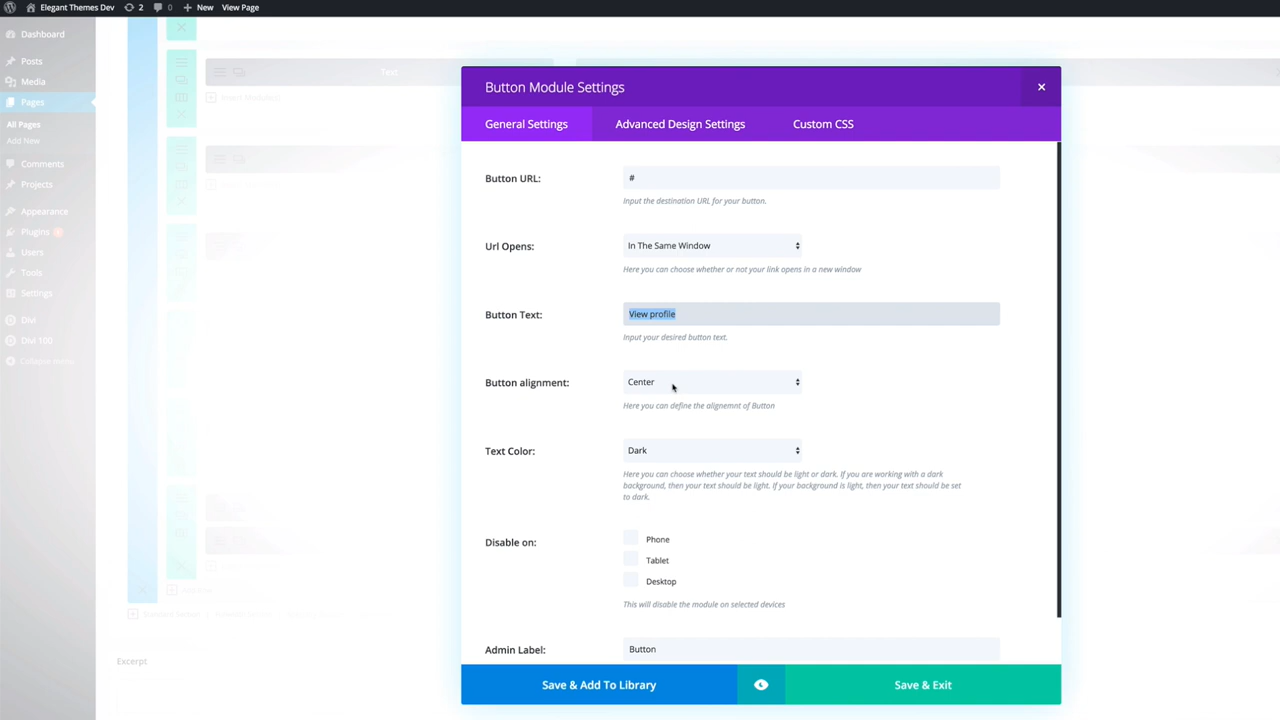 Elegant Themes Dev 2 0 New View Page
Dashboard
Posts
Media
Pages
All Pages
Add New
Comments
Projects
Appearance
Plugins
Users
Tools
Settings
Divi
Divi 100
Collapse menu
Text
Insert Module(s)
Excerpt
Button Module Settings
General Settings Advanced Design Settings Custom CSS
Button URL: #
Input the destination URL for your button.
Url Opens: In The Same Window
Here you can choose whether or not your link opens in a new window
Button Text: View profile
Input your desired button text.
Button alignment: Center
Here you can define the alignemnt of Button
Text Color: Dark
Here you can choose whether your text should be light or dark. If you are working with a dark
background, then your text should be light. If your background is light, then your text should be set
to dark.
Disable on: Phone
Tablet
Desktop
This will disable the module on selected devices
Admin Label: Button
Save & Add To Library Save & Exit